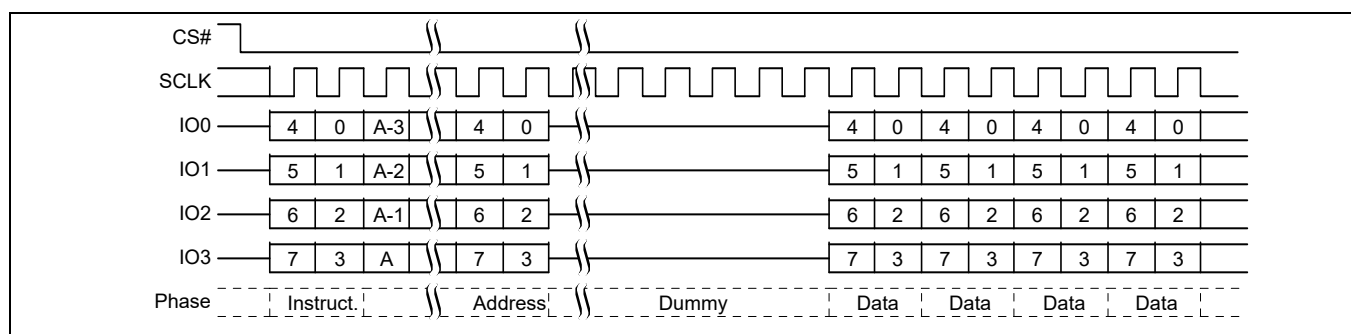 CS#
SCLK
IO0 4 0 A-3 4 0 4 0 4 0 4 0 4 0
IO1 5 1 A-2 5 1 5 1 5 1 5 1 5 1
IO2 6 2 A-1 6 2 6 2 6 2 6 2 6 2
IO3 7 3 A 7 3 7 3 7 3 7 3 7 3
Phase Instruct. Address Dummy Data Data Data Data